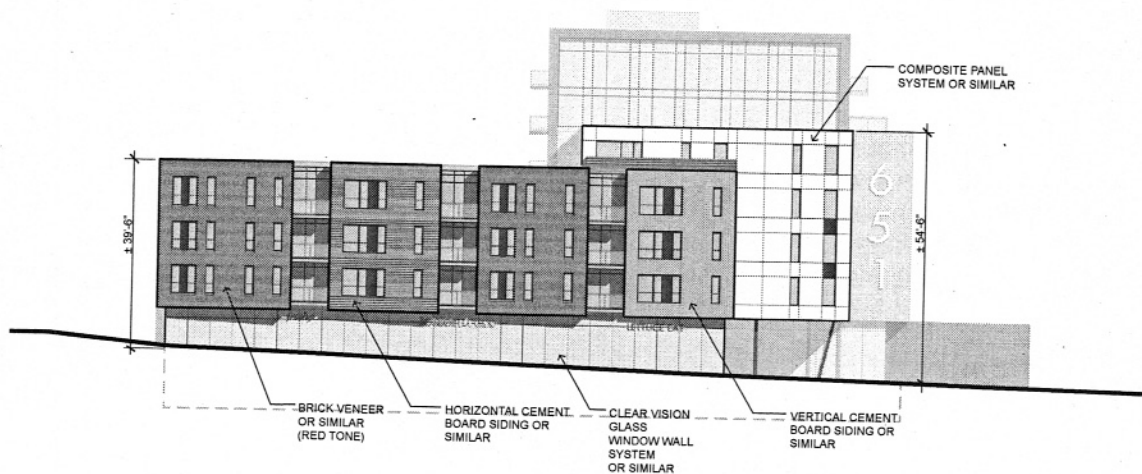 COMPOSITE PANEL
SYSTEM OR SIMILAR
± 39'-6"
± 54'-6"
6
5
1
LETTUCE EAT
BRICK VENEER
OR SIMILAR
(RED TONE)
HORIZONTAL CEMENT
BOARD SIDING OR
SIMILAR
CLEAR VISION
GLASS
WINDOW WALL
SYSTEM
OR SIMILAR
VERTICAL CEMENT
BOARD SIDING OR
SIMILAR